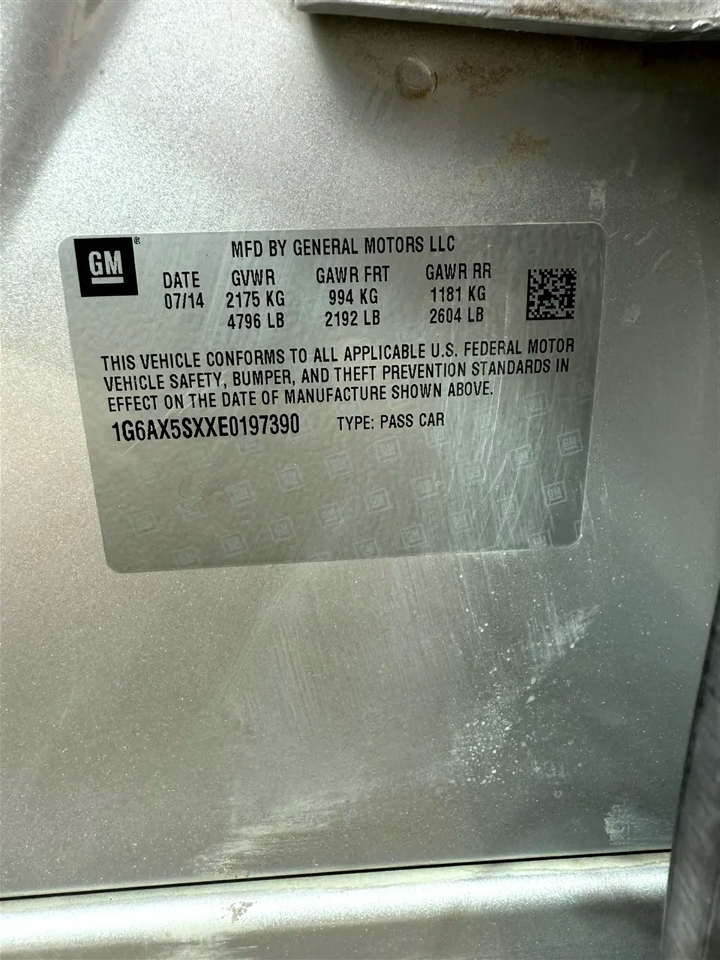 GM ®
MFD BY GENERAL MOTORS LLC
DATE GVWR GAWR FRT GAWR RR
07/14 2175 KG 994 KG 1181 KG
4796 LB 2192 LB 2604 LB
THIS VEHICLE CONFORMS TO ALL APPLICABLE U.S. FEDERAL MOTOR
VEHICLE SAFETY, BUMPER, AND THEFT PREVENTION STANDARDS IN
EFFECT ON THE DATE OF MANUFACTURE SHOWN ABOVE.
1G6AX5SXXE0197390 TYPE: PASS CAR